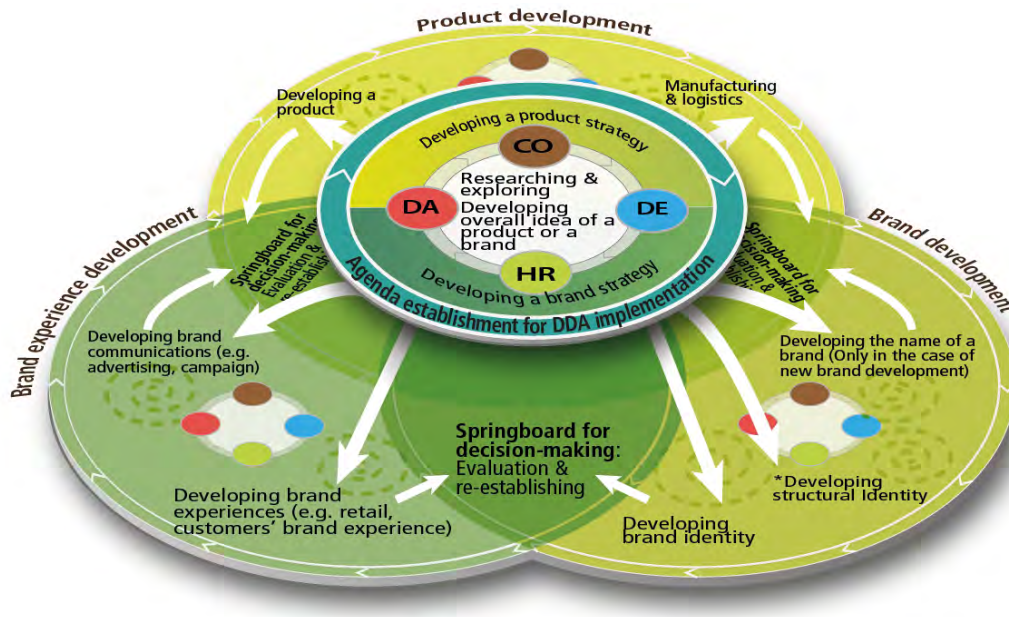 Product development
Developing a
product
Manufacturing
& logistics
Developing a product strategy
CO
Researching &
exploring
DA
DE
Developing
overall idea of a
product or a
brand
HR
Developing a brand strategy
Agenda establishment for DDA implementation
Brand experience development
Brand development
Springboard for
decision-making
Evaluation &
re-establish
Springboard for
cision-making
Developing brand
communications (e.g.
advertising, campaign)
Developing the name of a
brand (Only in the case of
new brand development)
Springboard for
decision-making:
Evaluation &
re-establishing
Developing brand
experiences (e.g. retail,
customers’ brand experience)
Developing
brand identity
*Developing
structural Identity